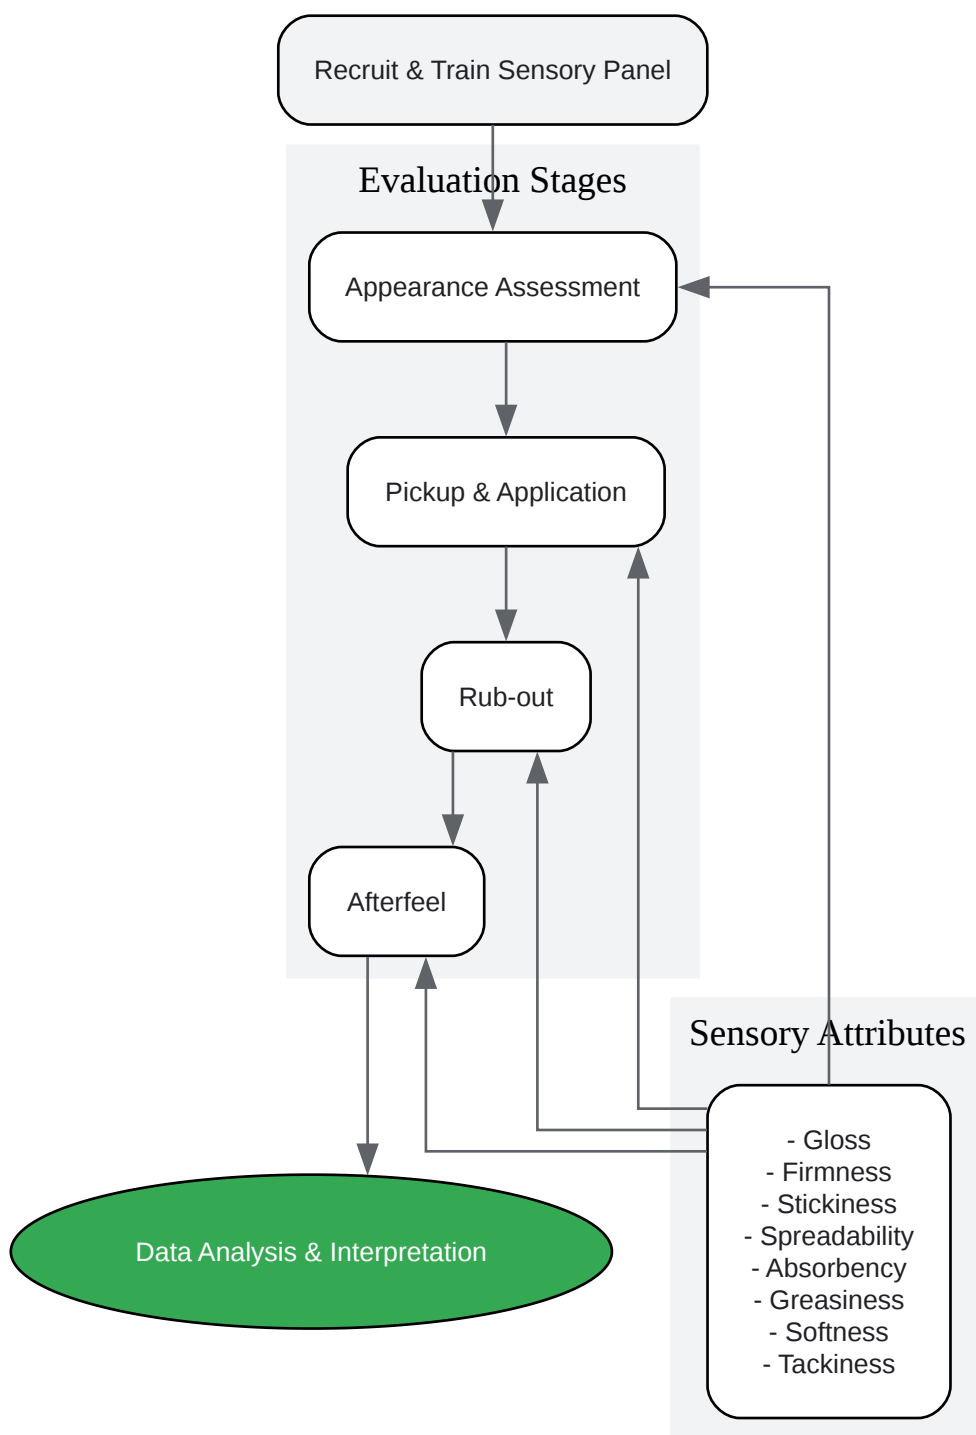 Recruit & Train Sensory Panel
Evaluation Stages
Appearance Assessment
Pickup & Application
Rub-out
Afterfeel
Sensory Attributes
- Gloss
- Firmness
- Stickiness
- Spreadability
- Absorbency
- Greasiness
- Softness
- Tackiness
Data Analysis & Interpretation